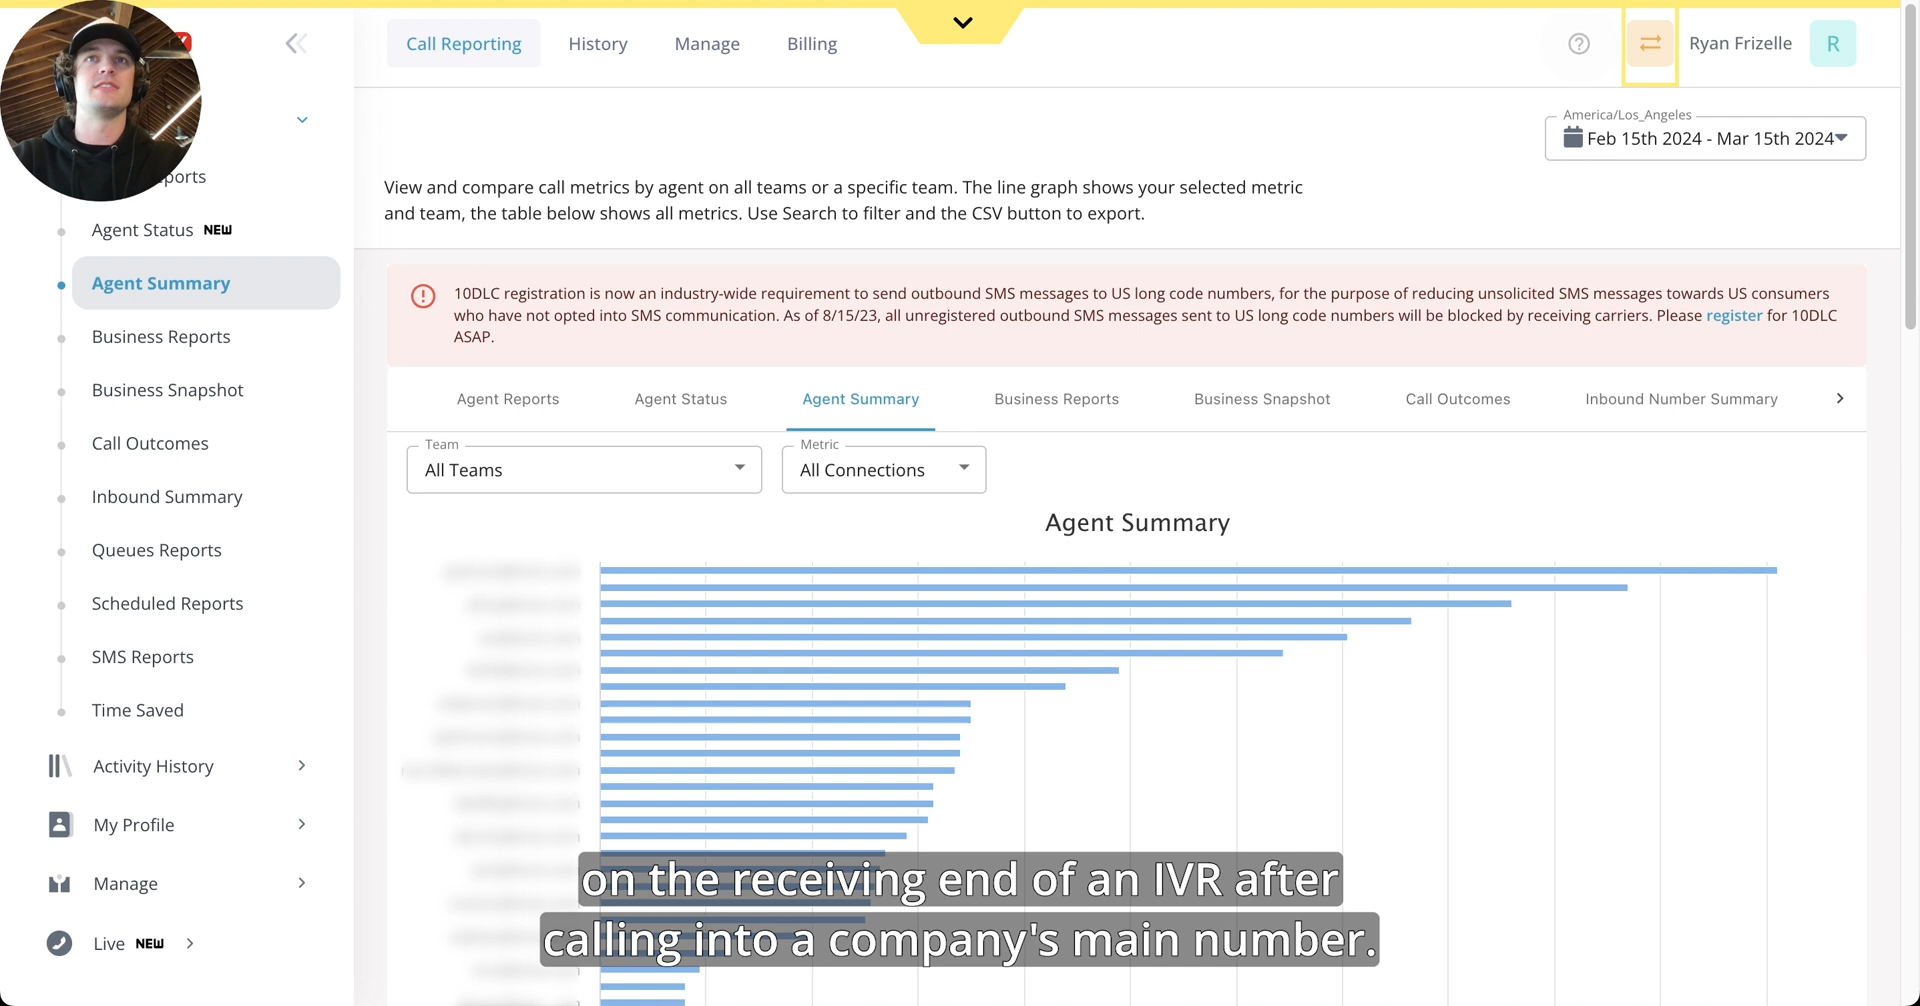 Call Reporting
History
Manage
Billing
Ryan Frizelle
R
America/Los_Angeles
Feb 15th 2024 - Mar 15th 2024
View and compare call metrics by agent on all teams or a specific team. The line graph shows your selected metric
and team, the table below shows all metrics. Use Search to filter and the CSV button to export.
Agent Status NEW
Agent Summary
Business Reports
Business Snapshot
Call Outcomes
Inbound Summary
Queues Reports
Scheduled Reports
SMS Reports
Time Saved
Activity History
My Profile
Manage
Live NEW
10DLC registration is now an industry-wide requirement to send outbound SMS messages to US long code numbers, for the purpose of reducing unsolicited SMS messages towards US consumers
who have not opted into SMS communication. As of 8/15/23, all unregistered outbound SMS messages sent to US long code numbers will be blocked by receiving carriers. Please register for 10DLC
ASAP.
Agent Reports
Agent Status
Agent Summary
Business Reports
Business Snapshot
Call Outcomes
Inbound Number Summary
Team
All Teams
Metric
All Connections
Agent Summary
on the receiving end of an IVR after
calling into a company's main number.